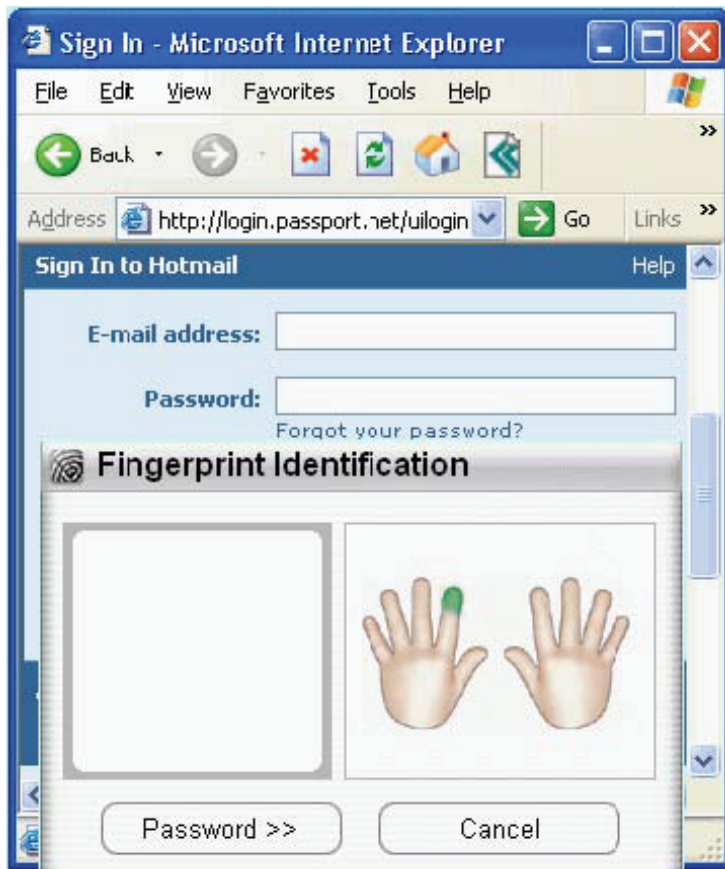 Sign In - Microsoft Internet Explorer
File Edit View Favorites Tools Help
Back
Address http://login.passport.net/uilogin Go Links
Sign In to Hotmail Help
E-mail address:
Password:
Forgot your password?
Fingerprint Identification
Password >> Cancel